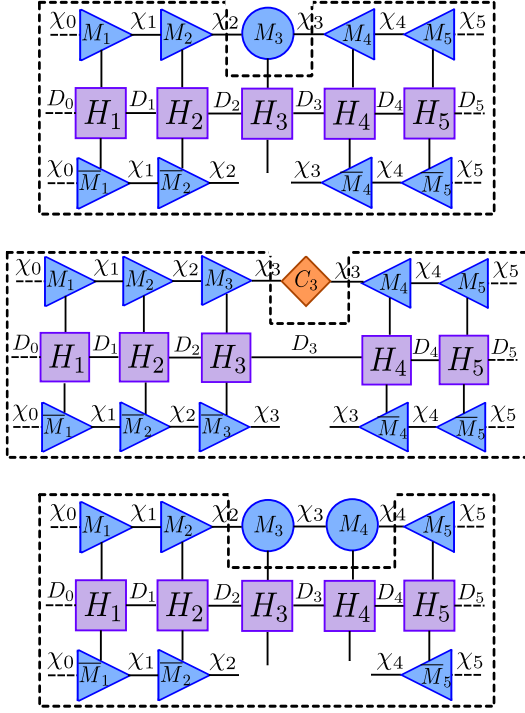 χ₀ M₁ χ₁ M₂ χ₂ M₃ χ₃ M₄ χ₄ M₅ χ₅
D₀ H₁ D₁ H₂ D₂ H₃ D₃ H₄ D₄ H₅ D₅
χ₀ M̅₁ χ₁ M̅₂ χ₂ χ₃ M̅₄ χ₄ M̅₅ χ₅
χ₀ M₁ χ₁ M₂ χ₂ M₃ χ₃ C₃ χ₃ M₄ χ₄ M₅ χ₅
D₀ H₁ D₁ H₂ D₂ H₃ D₃ H₄ D₄ H₅ D₅
χ₀ M̅₁ χ₁ M̅₂ χ₂ M̅₃ χ₃ χ₃ M̅₄ χ₄ M̅₅ χ₅
χ₀ M₁ χ₁ M₂ χ₂ M₃ χ₃ M₄ χ₄ M₅ χ₅
D₀ H₁ D₁ H₂ D₂ H₃ D₃ H₄ D₄ H₅ D₅
χ₀ M̅₁ χ₁ M̅₂ χ₂ χ₄ M̅₅ χ₅